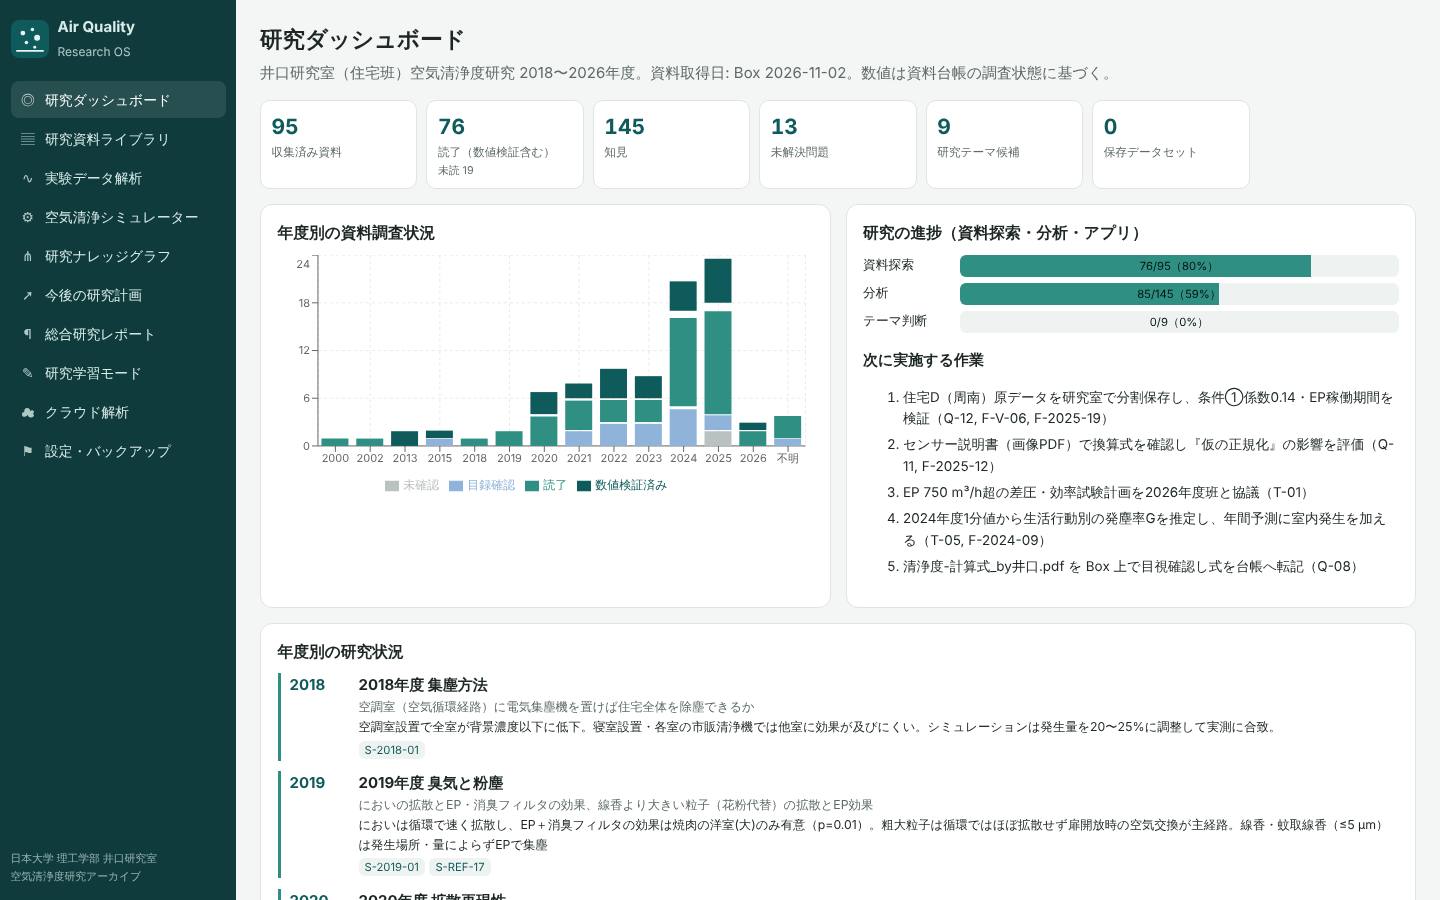 Air Quality
Research OS
研究ダッシュボード
研究資料ライブラリ
実験データ解析
空気清浄シミュレーター
研究ナレッジグラフ
今後の研究計画
総合研究レポート
研究学習モード
クラウド解析
設定・バックアップ
日本大学 理工学部 井口研究室
空気清浄度研究アーカイブ
研究ダッシュボード
井口研究室（住宅班）空気清浄度研究 2018〜2026年度。資料取得日: Box 2026-11-02。数値は資料台帳の調査状態に基づく。
95
収集済み資料
76
読了（数値検証含む）
未読 19
145
知見
13
未解決問題
9
研究テーマ候補
0
保存データセット
年度別の資料調査状況
24
18
12
6
0
2000 2002 2013 2015 2018 2019 2020 2021 2022 2023 2024 2025 2026 不明
未確認 目録確認 読了 数値検証済み
研究の進捗（資料探索・分析・アプリ）
資料探索 76/95（80%）
分析 85/145（59%）
テーマ判断 0/9（0%）
次に実施する作業
1. 住宅D（周南）原データを研究室で分割保存し、条件①係数0.14・EP稼働期間を
検証（Q-12, F-V-06, F-2025-19）
2. センサー説明書（画像PDF）で換算式を確認し『仮の正規化』の影響を評価（Q-
11, F-2025-12）
3. EP 750 m³/h超の差圧・効率試験計画を2026年度班と協議（T-01）
4. 2024年度1分値から生活行動別の発塵率Gを推定し、年間予測に室内発生を加え
る（T-05, F-2024-09）
5. 清浄度-計算式_by井口.pdf を Box 上で目視確認し式を台帳へ転記（Q-08）
年度別の研究状況
2018 2018年度 集塵方法
空調室（空気循環経路）に電気集塵機を置けば住宅全体を除塵できるか
空調室設置で全室が背景濃度以下に低下。寝室設置・各室の市販清浄機では他室に効果が及びにくい。シミュレーションは発生量を20〜25%に調整して実測に合致。
S-2018-01
2019 2019年度 臭気と粉塵
においの拡散とEP・消臭フィルタの効果、線香より大きい粒子（花粉代替）の拡散とEP効果
においは循環で速く拡散し、EP＋消臭フィルタの効果は焼肉の洋室(大)のみ有意（p=0.01）。粗大粒子は循環ではほぼ拡散せず扉開放時の空気交換が主経路。線香・蚊取線香（≤5 μm）
は発生場所・量によらずEPで集塵
S-2019-01 S-REF-17
2020 2020年度 拡散再現性